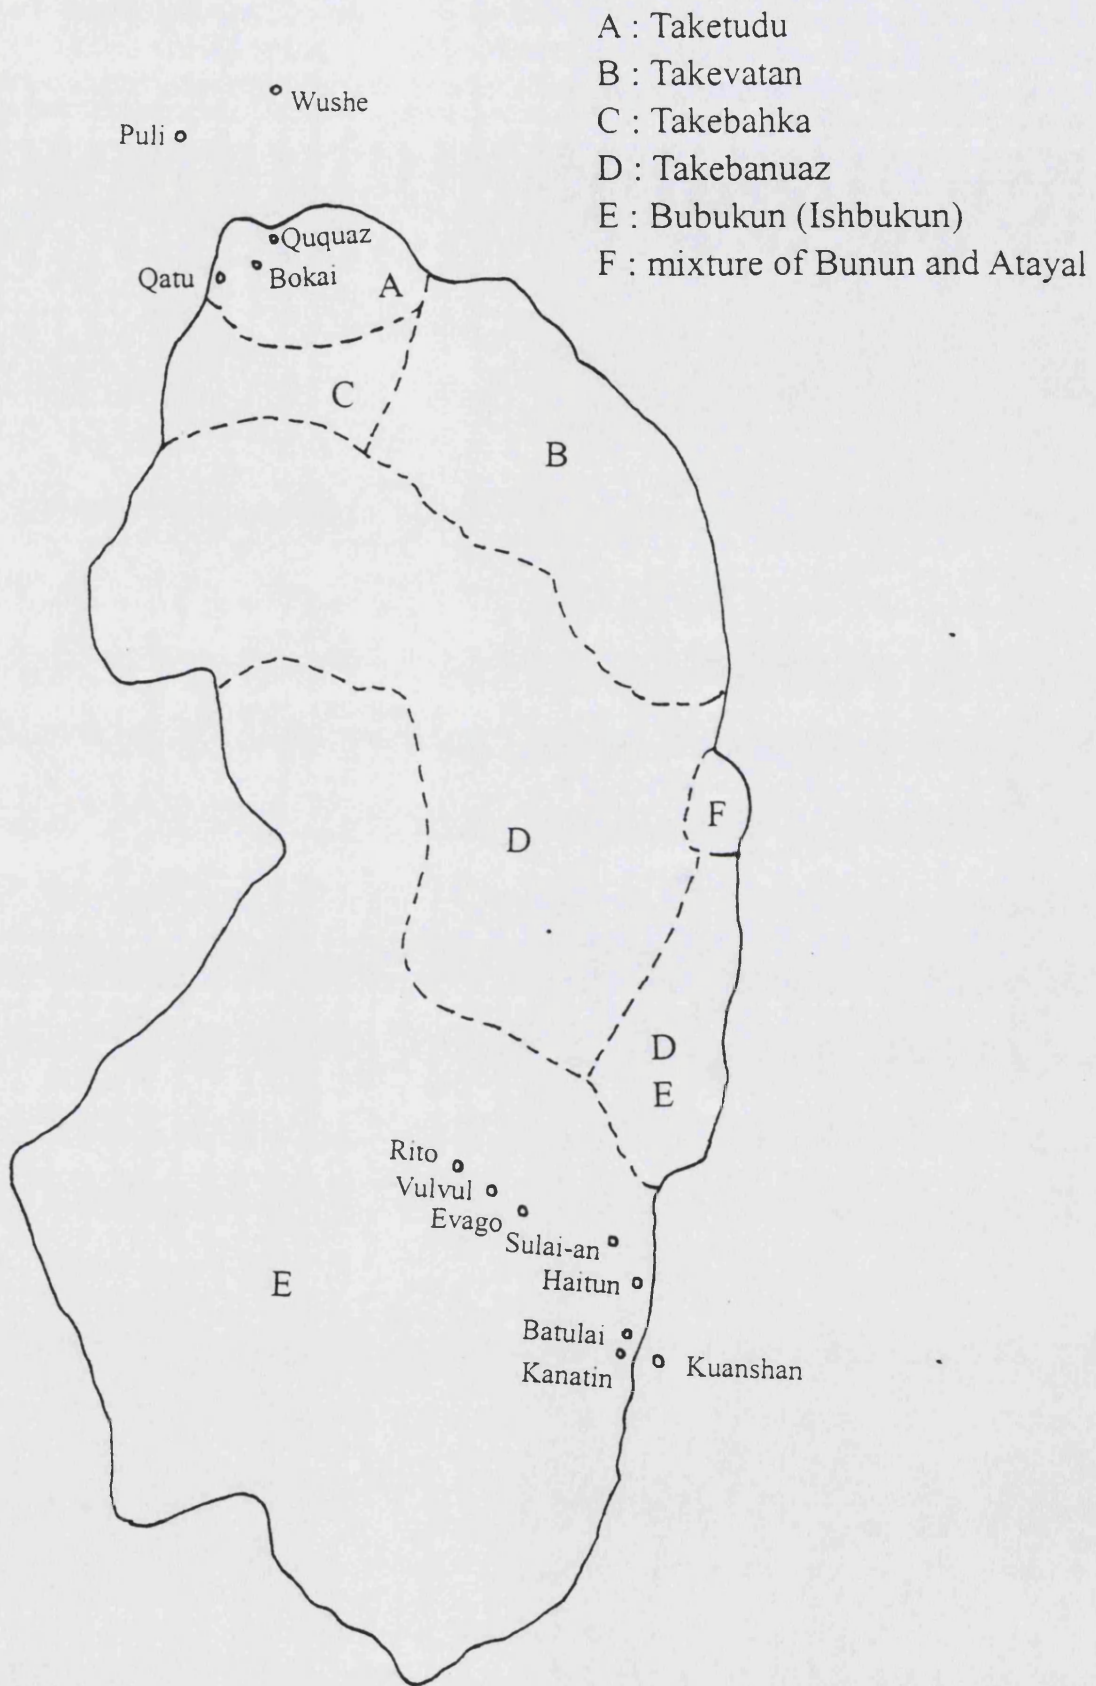 A : Taketudu
B : Takevatan
C : Takebahka
D : Takebanuaz
E : Bubukun (Ishbukun)
F : mixture of Bunun and Atayal
Wushe
Puli
Ququaz
Qatu
Bokai
A
C
B
F
D
D
E
Rito
Vulvul
Evago
Sulai-an
E
Haitun
Batulai
Kanatin
Kuanshan